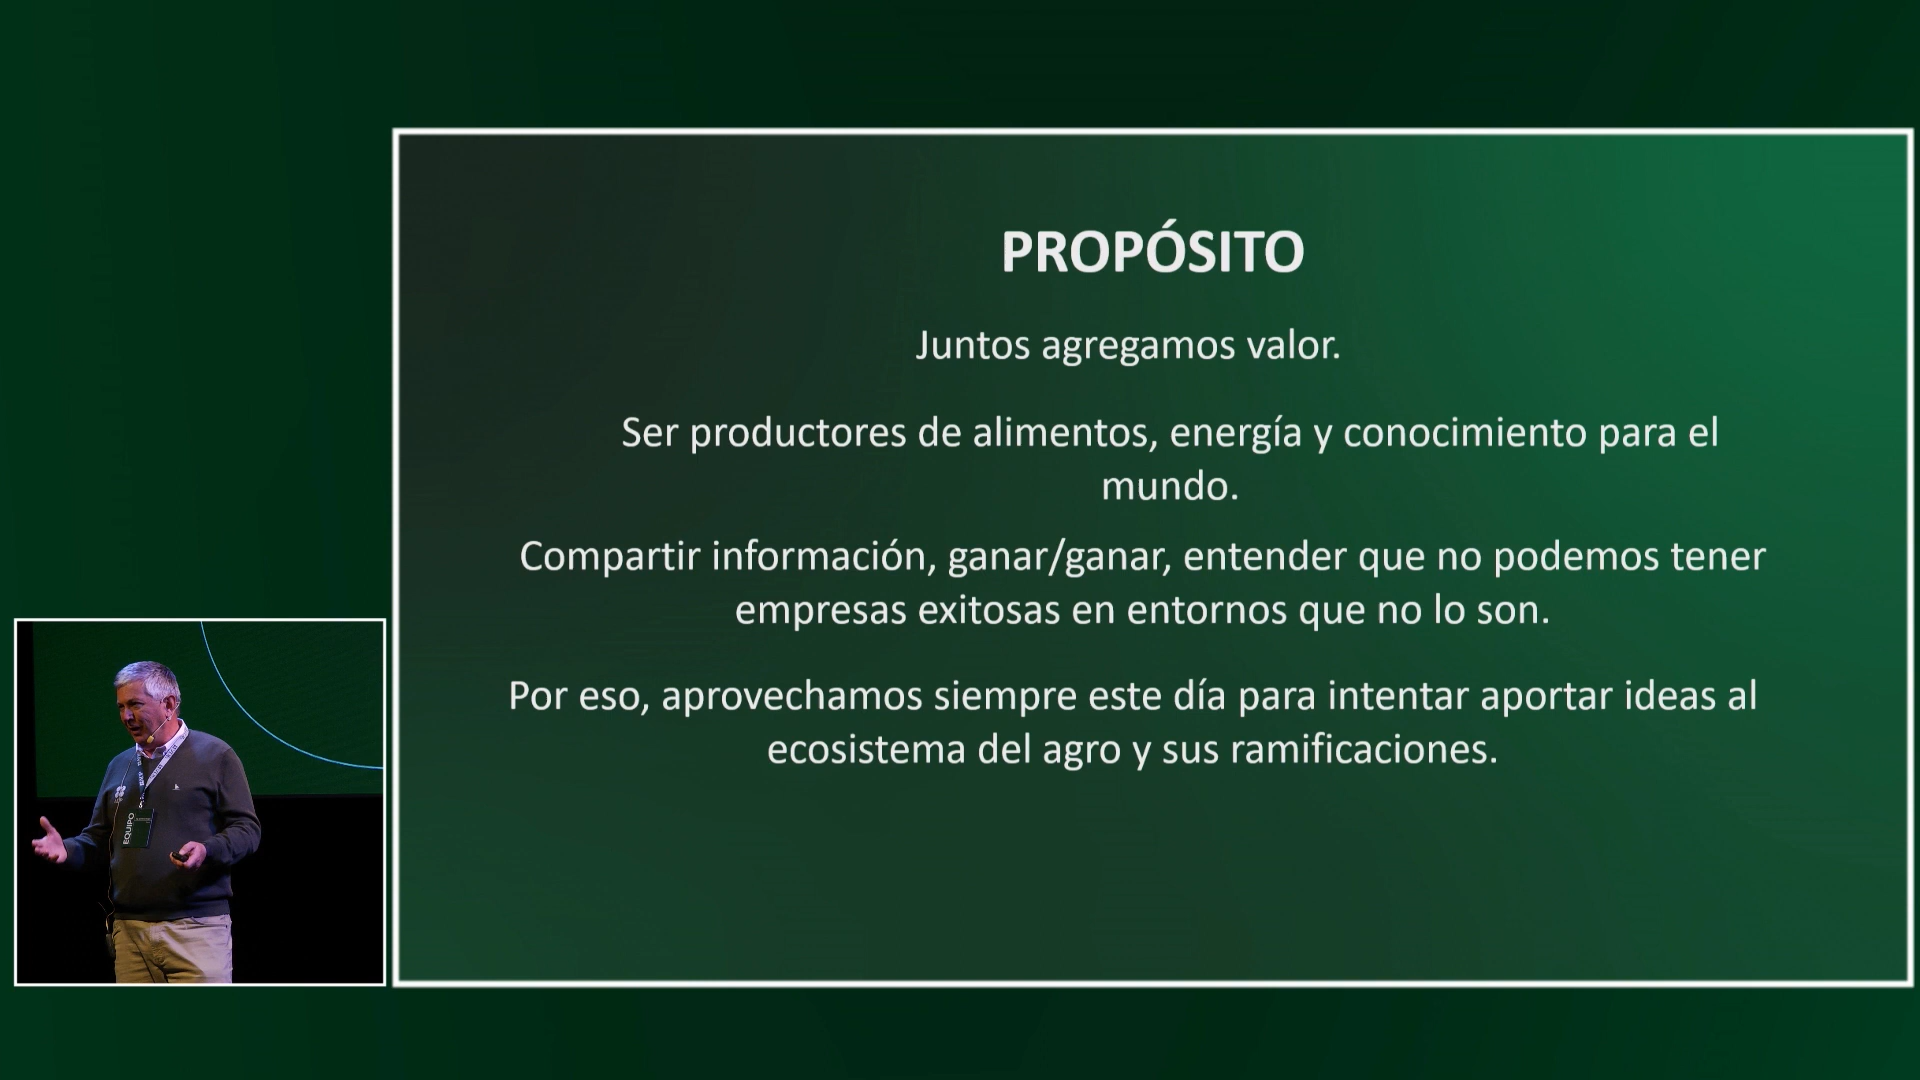 PROPÓSITO
Juntos agregamos valor.
Ser productores de alimentos, energía y conocimiento para el
mundo.
Compartir información, ganar/ganar, entender que no podemos tener
empresas exitosas en entornos que no lo son.
Por eso, aprovechamos siempre este día para intentar aportar ideas al
ecosistema del agro y sus ramificaciones.
EQUIPO